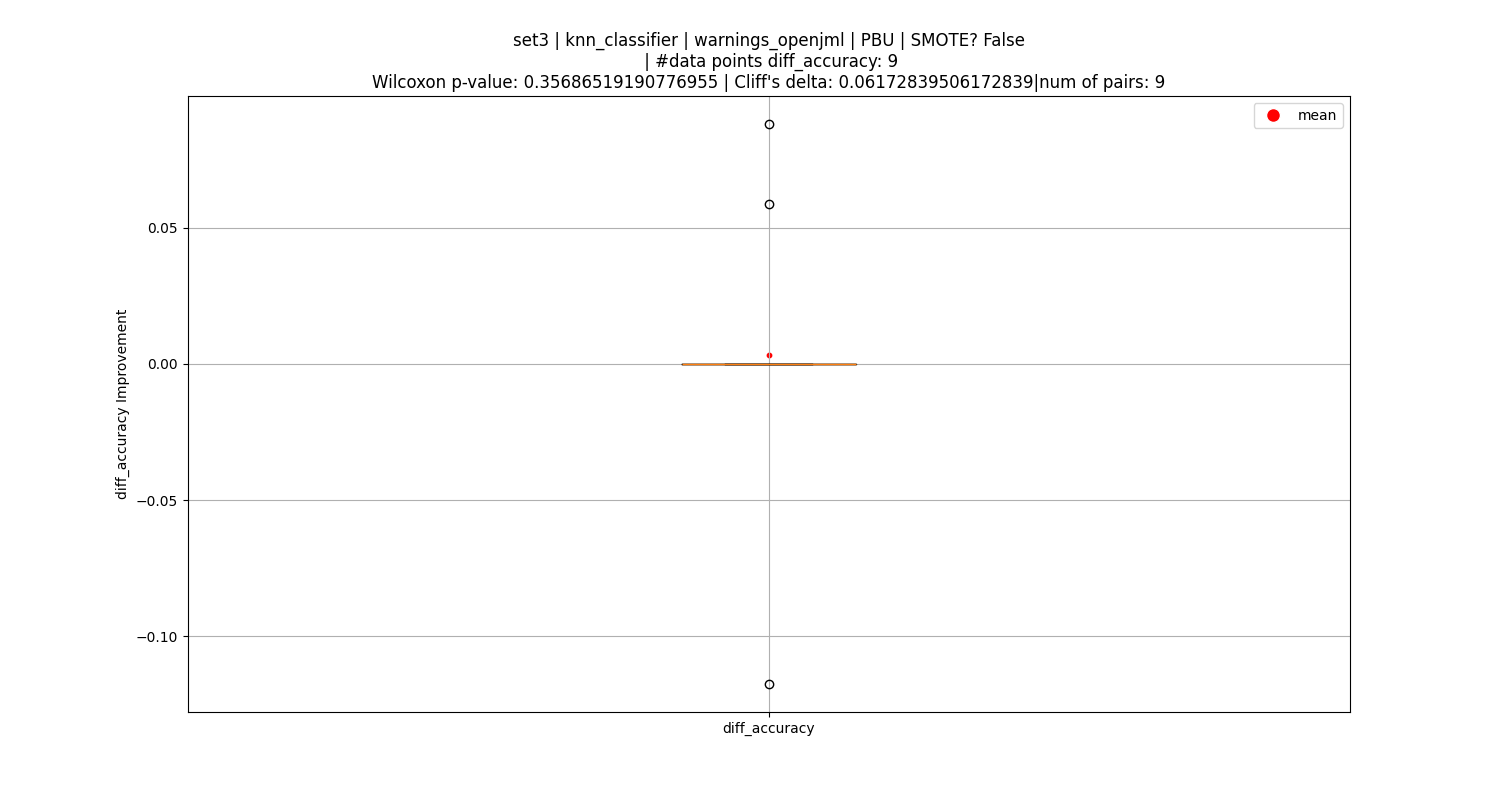 set3 | knn_classifier | warnings_openjml | PBU | SMOTE? False
| #data points diff_accuracy: 9
Wilcoxon p-value: 0.35686519190776955 | Cliff's delta: 0.06172839506172839|num of pairs: 9
mean
0.05
0.00
−0.05
−0.10
diff_accuracy Improvement
diff_accuracy